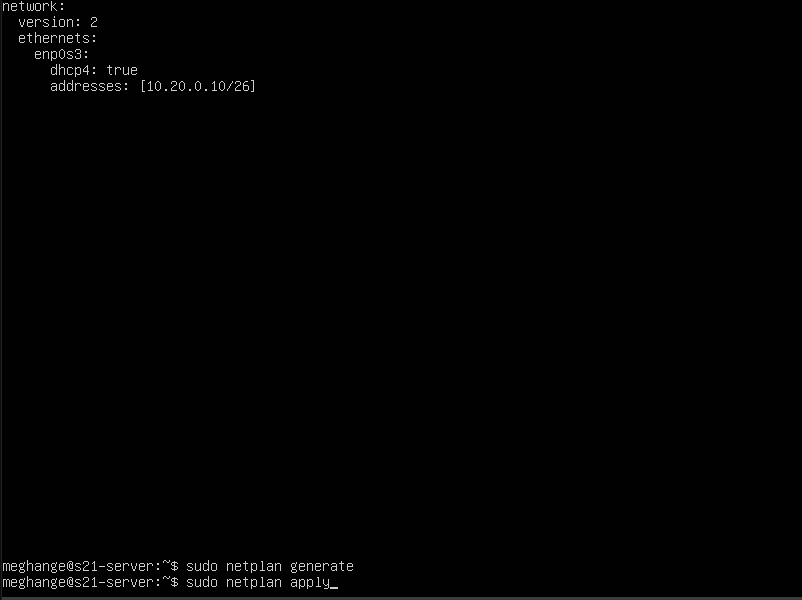 network:
  version: 2
  ethernets:
    enp0s3:
      dhcp4: true
      addresses: [10.20.0.10/26]
meghange@s21-server:~$ sudo netplan generate
meghange@s21-server:~$ sudo netplan apply_